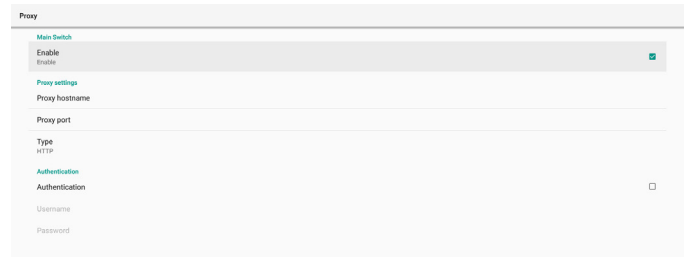 Proxy
Main Switch
Enable
Enable
Proxy settings
Proxy hostname
Proxy port
Type
HTTP
Authentication
Authentication
Username
Password